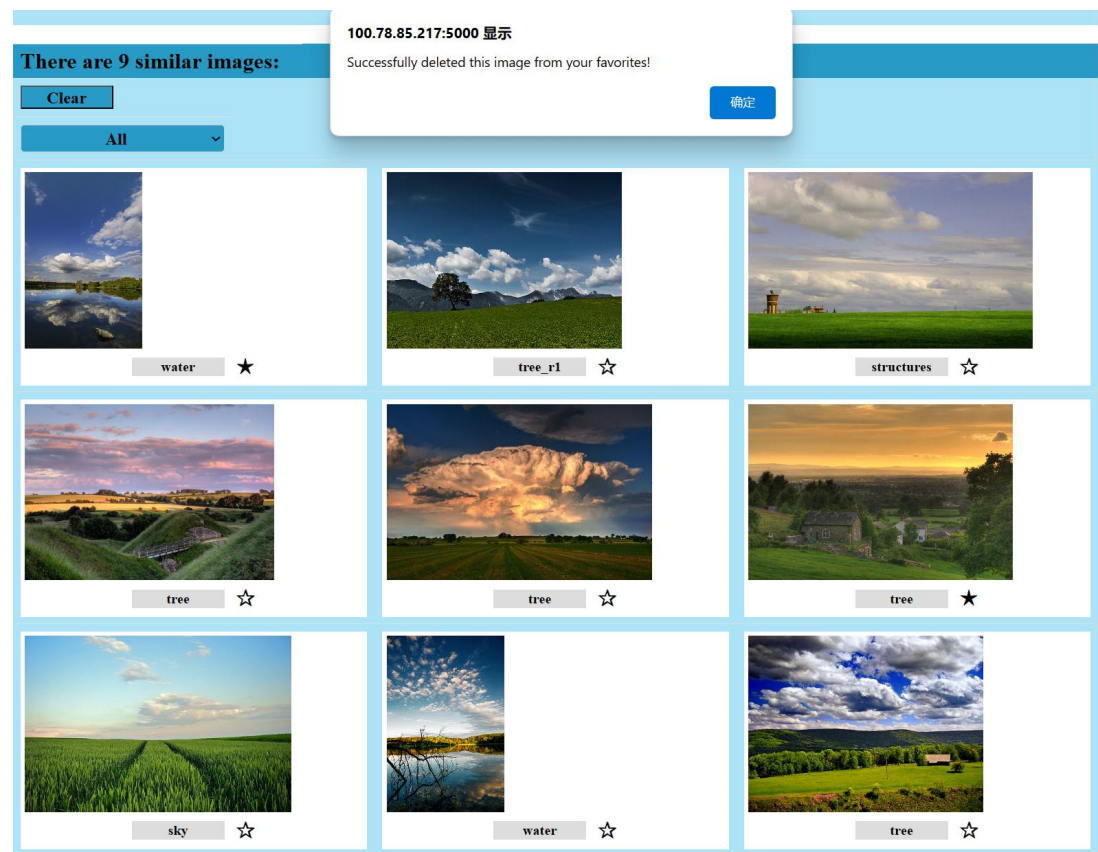 100.78.85.217:5000 显示
Successfully deleted this image from your favorites!
确定
There are 9 similar images:
Clear
All
water ★
tree_r1 ☆
structures ☆
tree ☆
tree ☆
tree ★
sky ☆
water ☆
tree ☆